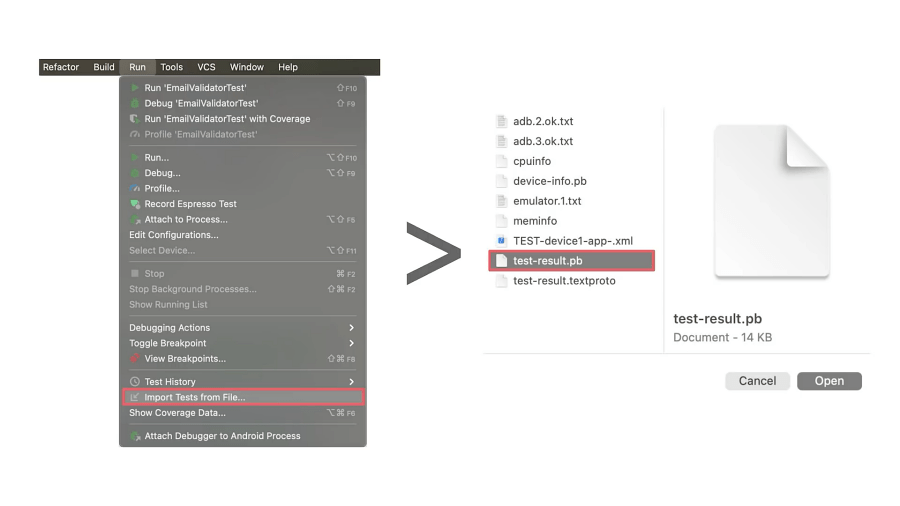 Refactor Build Run Tools VCS Window Help
Run 'EmailValidatorTest' ⇧F10
Debug 'EmailValidatorTest' ⇧F9
Run 'EmailValidatorTest' with Coverage
Profile 'EmailValidatorTest'
Run... ⌥⇧F10
Debug... ⌥⇧F9
Profile...
Record Espresso Test
Attach to Process... ⌥⇧F5
Edit Configurations...
Select Device... ⌥⇧F11
Stop ⌘F2
Stop Background Processes... ⇧⌘F2
Show Running List
Debugging Actions
Toggle Breakpoint
View Breakpoints... ⇧⌘F8
Test History
Import Tests from File...
Show Coverage Data... ⌥⌘F6
Attach Debugger to Android Process
>
adb.2.ok.txt
adb.3.ok.txt
cpuinfo
device-info.pb
emulator.1.txt
meminfo
TEST-device1-app-.xml
test-result.pb
test-result.textproto
test-result.pb
Document - 14 KB
Cancel Open